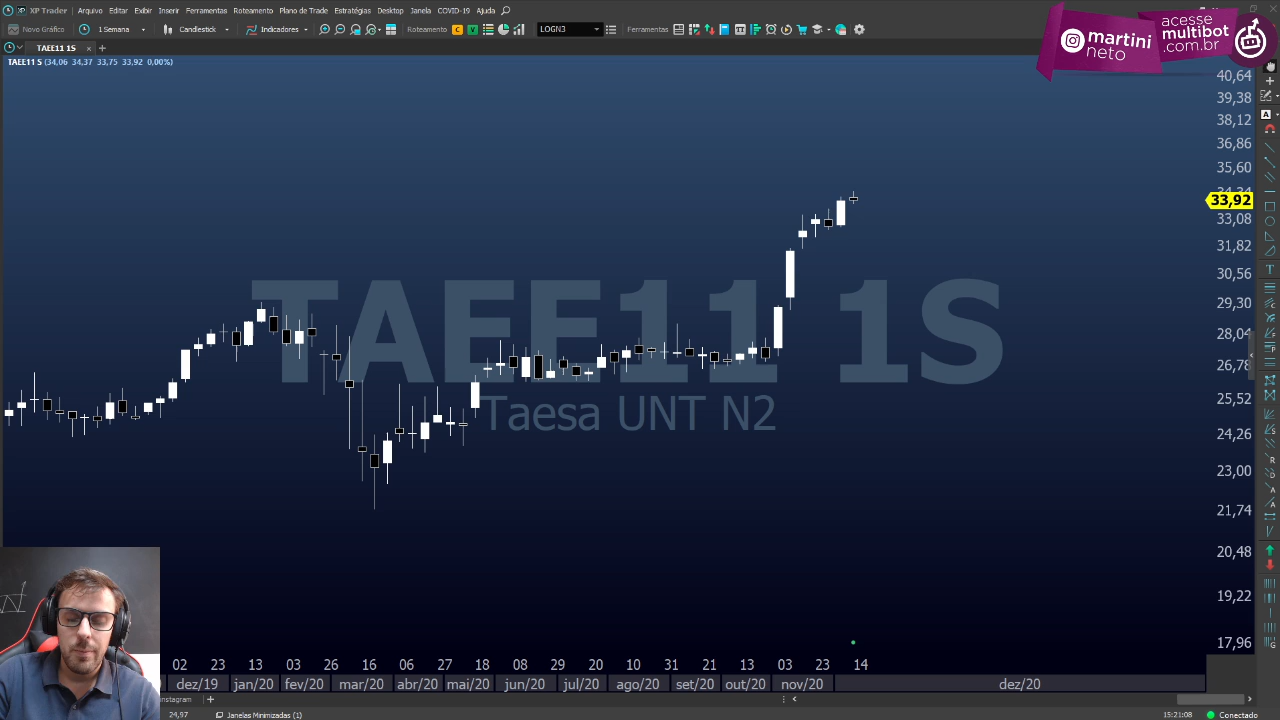 XP Trader Arquivo Editar Exibir Inserir Ferramentas Roteamento Plano de Trade Estratégias Desktop Janela COVID-19 Ajuda
Novo Gráfico 1 Semana Candlestick Indicadores Roteamento C V LOGN3 Ferramentas
TAEE11 1S
TAEE11 S (34,06 34,37 33,75 33,92 0,00%)
martini
neto
acesse
multibot
.com.br
40,64
39,38
38,12
36,86
35,60
34,34
33,92
33,08
31,82
30,56
29,30
28,04
26,78
25,52
24,26
23,00
21,74
20,48
19,22
17,96
TAEE11 1S
Taesa UNT N2
02 23 13 03 26 16 06 27 18 08 29 20 10 31 21 13 03 23 14
dez/19 jan/20 fev/20 mar/20 abr/20 mai/20 jun/20 jul/20 ago/20 set/20 out/20 nov/20 dez/20
nstagram
24,97 Janelas Minimizadas (1) 15:21:08 Conectado